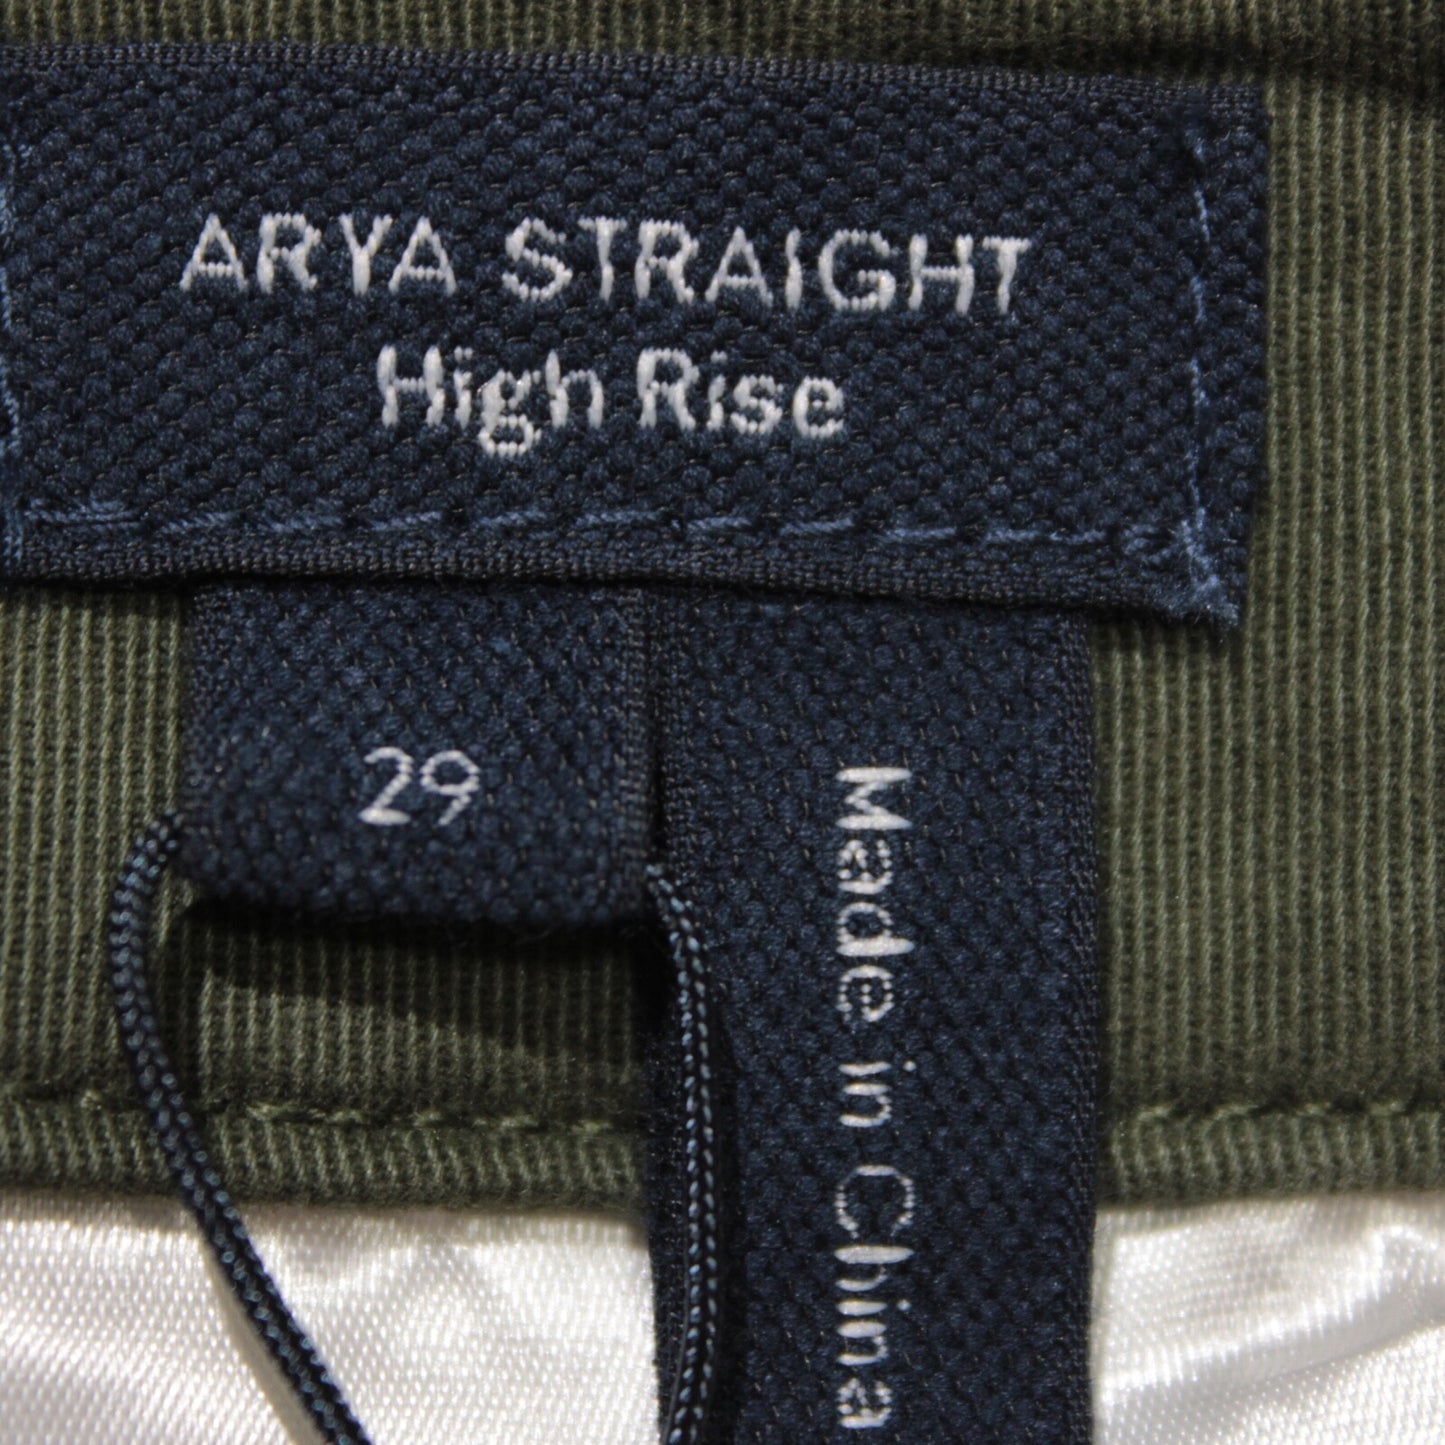 ARYA STRAIGHT
High Rise
29
Made in China